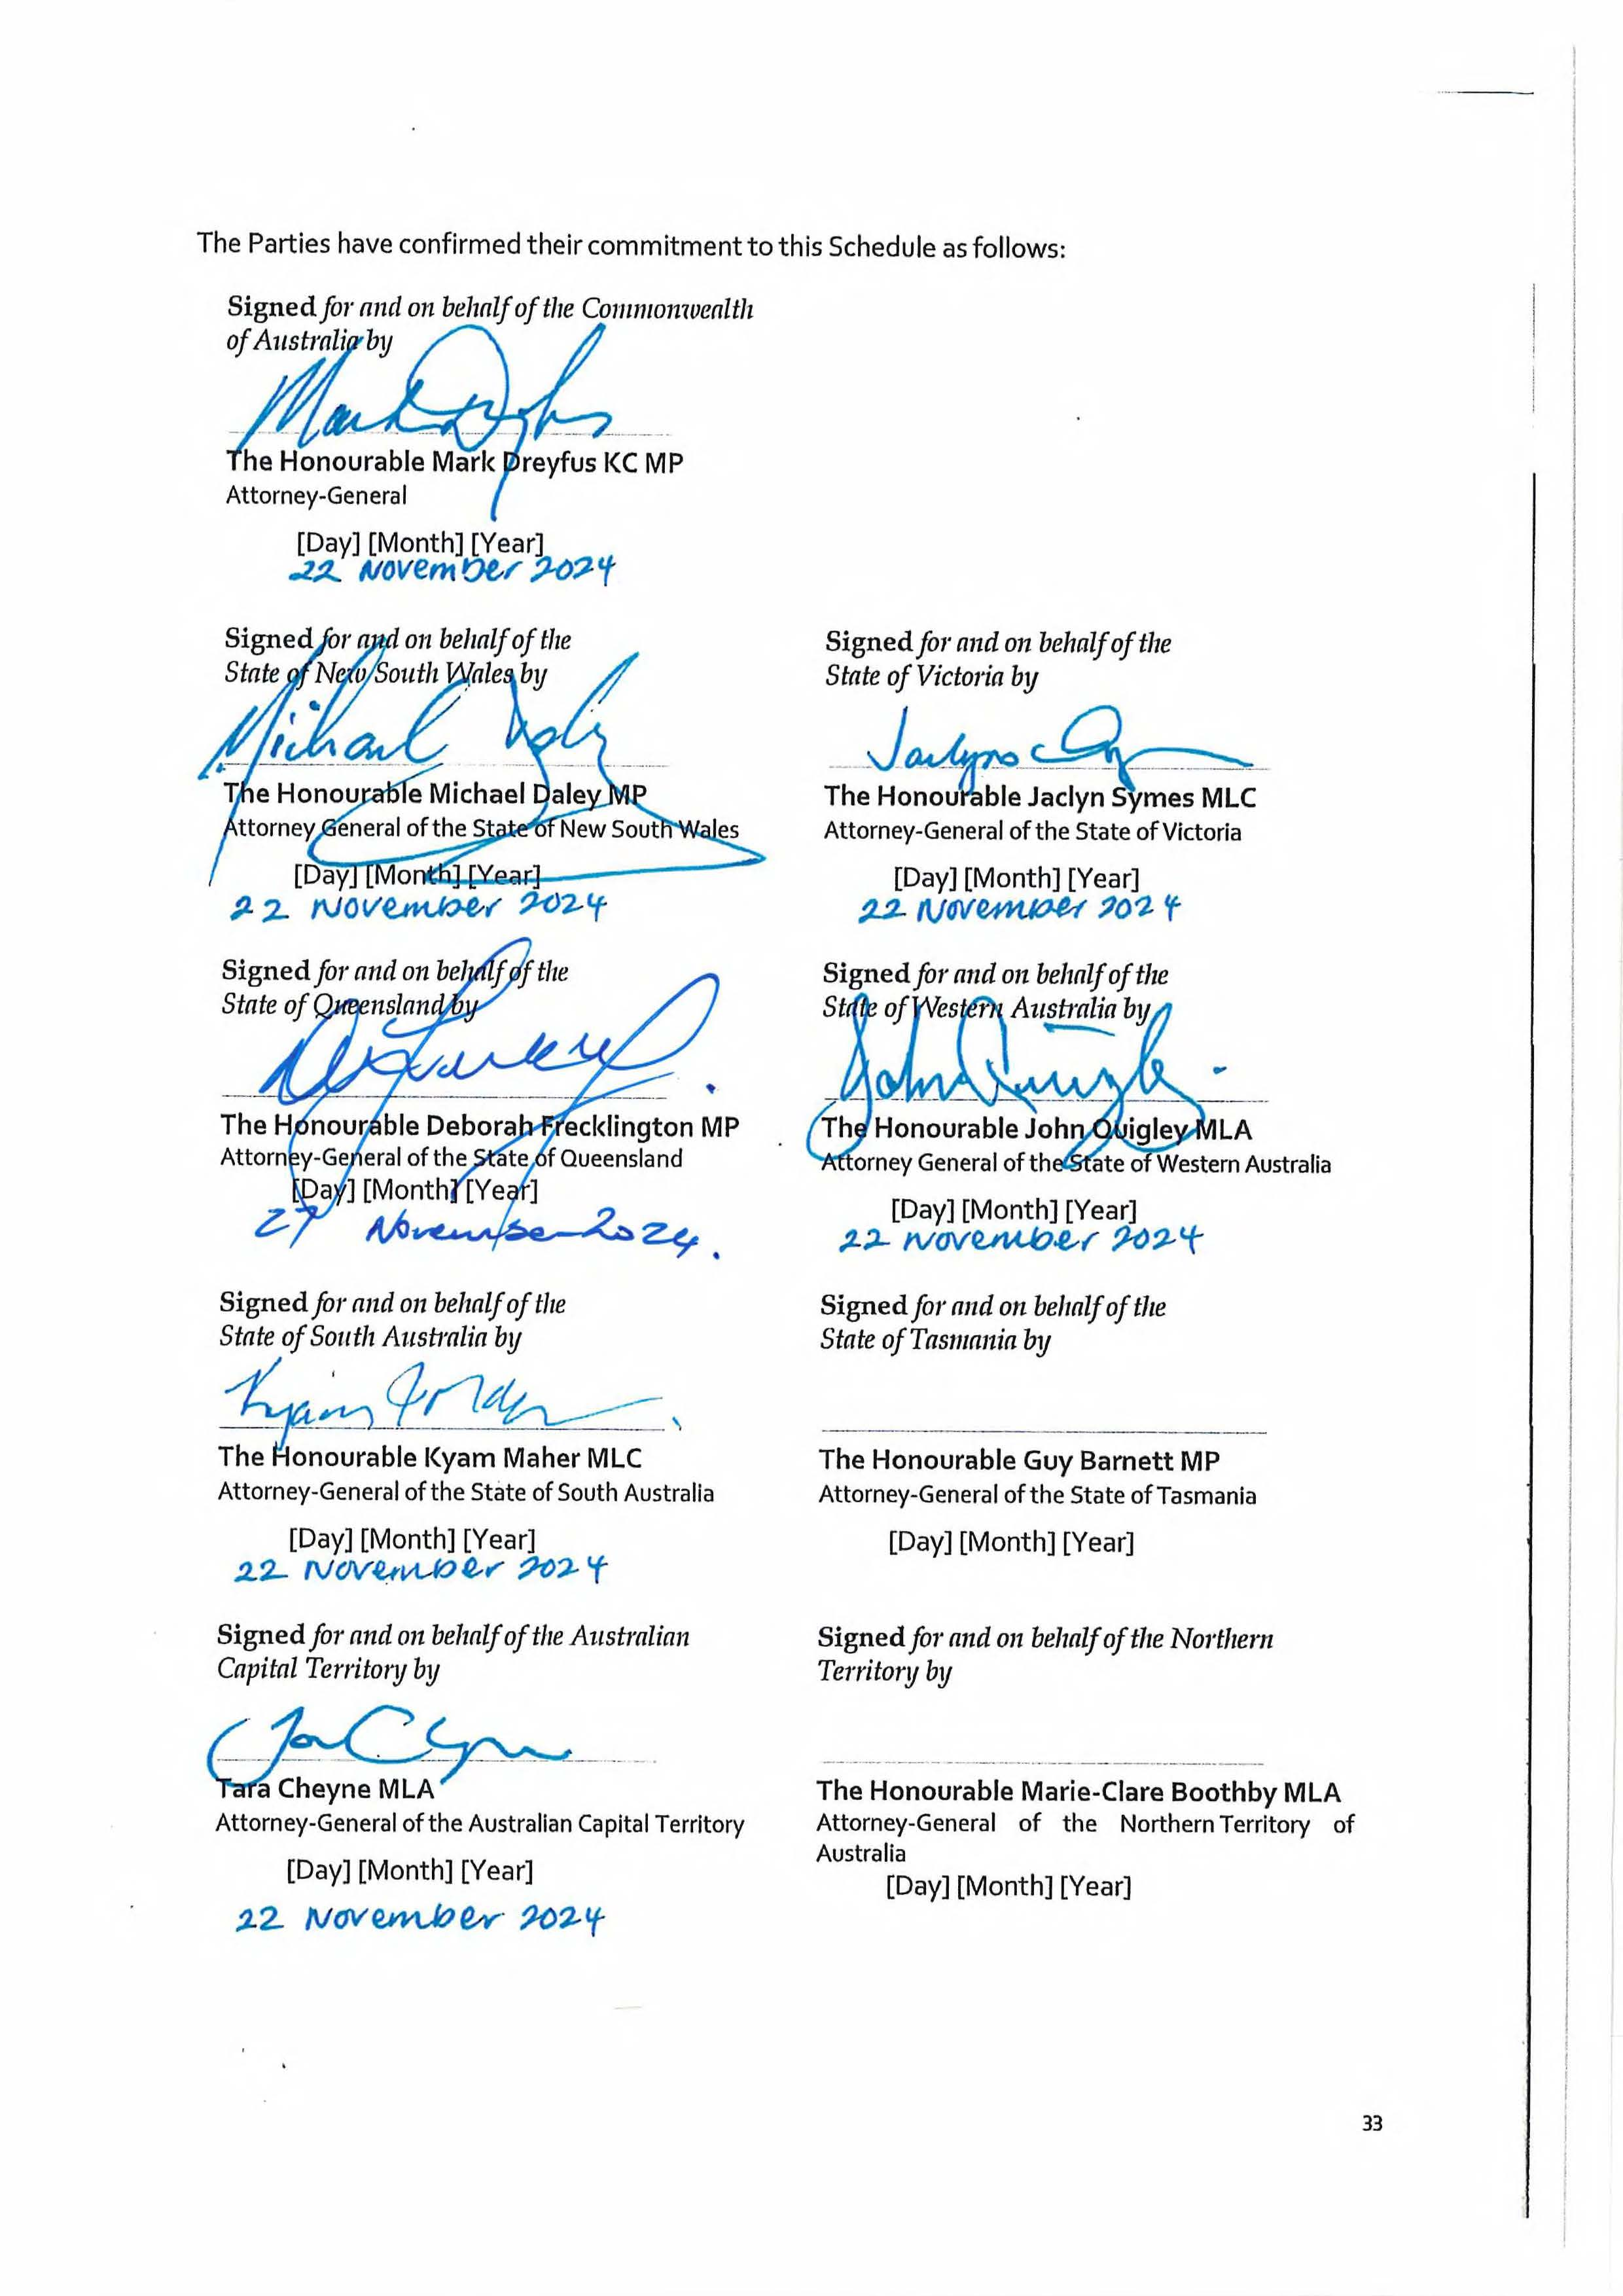 The Parties have confirmed their commitment to this Schedule as follows:
Signed for and on behalf of the Commonwealth
of Australia by
The Honourable Mark Dreyfus KC MP
Attorney-General
[Day] [Month] [Year]
22 November 2024
Signed for and on behalf of the
State of New South Wales by
Michael Daley
The Honourable Michael Daley MP
Attorney General of the State of New South Wales
[Day] [Month] [Year]
22 November 2024
Signed for and on behalf of the
State of Victoria by
The Honourable Jaclyn Symes MLC
Attorney-General of the State of Victoria
[Day] [Month] [Year]
22 November 2024
Signed for and on behalf of the
State of Queensland by
The Honourable Deborah Frecklington MP
Attorney-General of the State of Queensland
[Day] [Month] [Year]
27 November 2024.
Signed for and on behalf of the
State of Western Australia by
John Quigley
The Honourable John Quigley MLA
Attorney General of the State of Western Australia
[Day] [Month] [Year]
22 November 2024
Signed for and on behalf of the
State of South Australia by
The Honourable Kyam Maher MLC
Attorney-General of the State of South Australia
[Day] [Month] [Year]
22 November 2024
Signed for and on behalf of the
State of Tasmania by
The Honourable Guy Barnett MP
Attorney-General of the State of Tasmania
[Day] [Month] [Year]
Signed for and on behalf of the Australian
Capital Territory by
Tara Cheyne MLA
Attorney-General of the Australian Capital Territory
[Day] [Month] [Year]
22 November 2024
Signed for and on behalf of the Northern
Territory by
The Honourable Marie-Clare Boothby MLA
Attorney-General of the Northern Territory of
Australia
[Day] [Month] [Year]
33